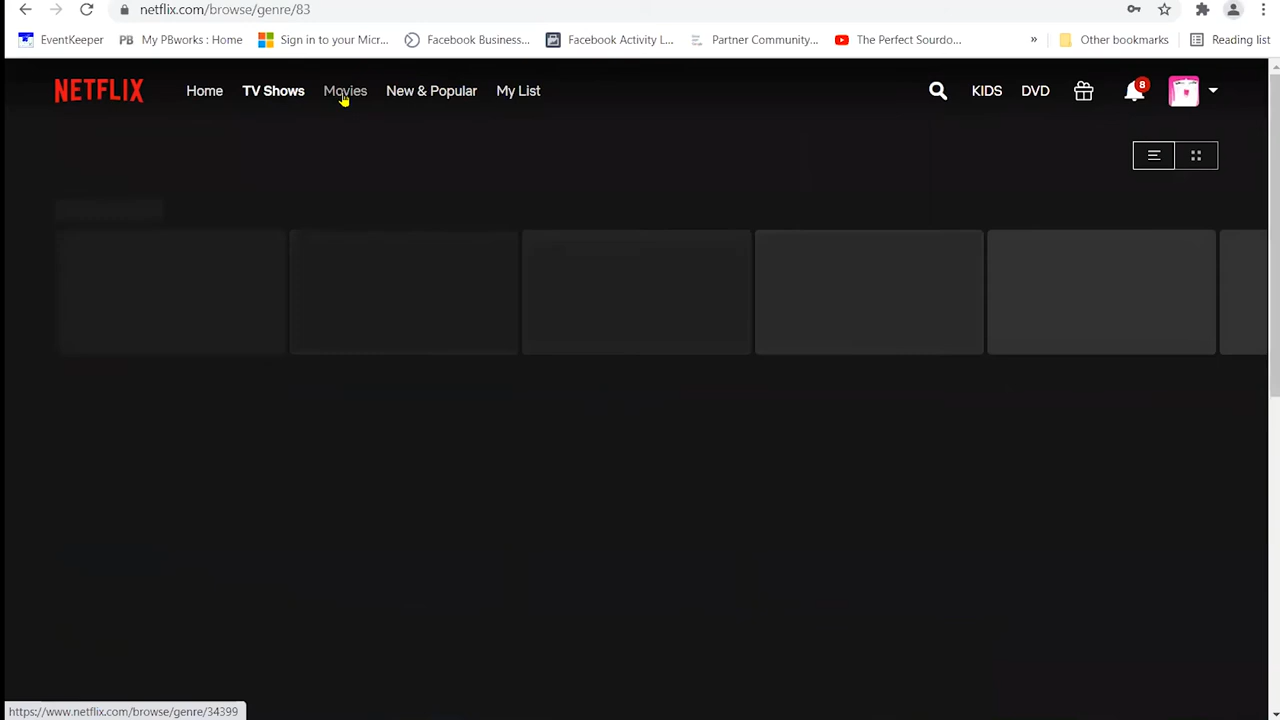 netflix.com/browse/genre/83
EventKeeper PB My PBworks : Home Sign in to your Micr... Facebook Business... Facebook Activity L... Partner Community... The Perfect Sourdo... » Other bookmarks Reading list
NETFLIX Home TV Shows Movies New & Popular My List KIDS DVD 8
https://www.netflix.com/browse/genre/34399